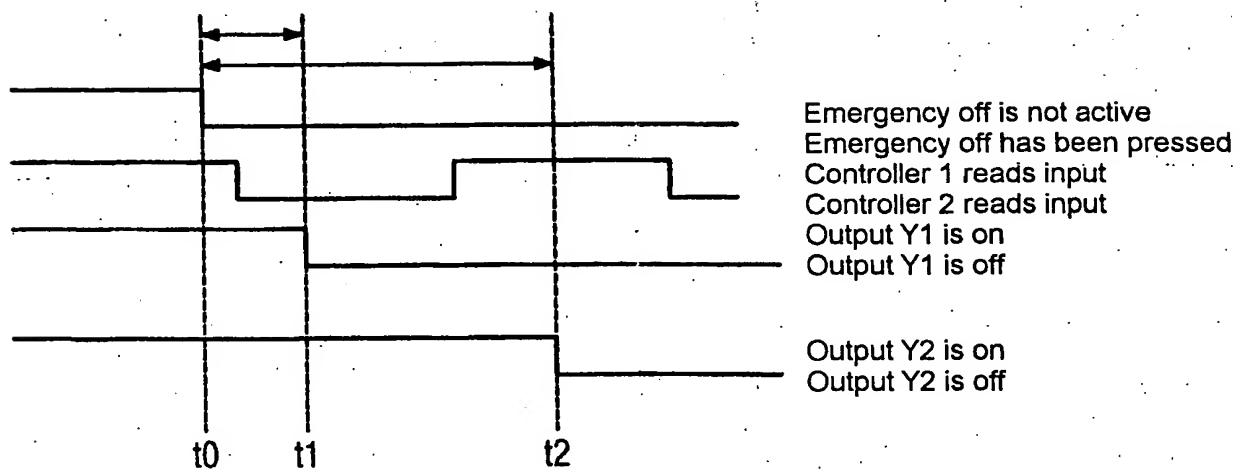 Emergency off is not active
Emergency off has been pressed
Controller 1 reads input
Controller 2 reads input
Output Y1 is on
Output Y1 is off
Output Y2 is on
Output Y2 is off
t0 t1 t2